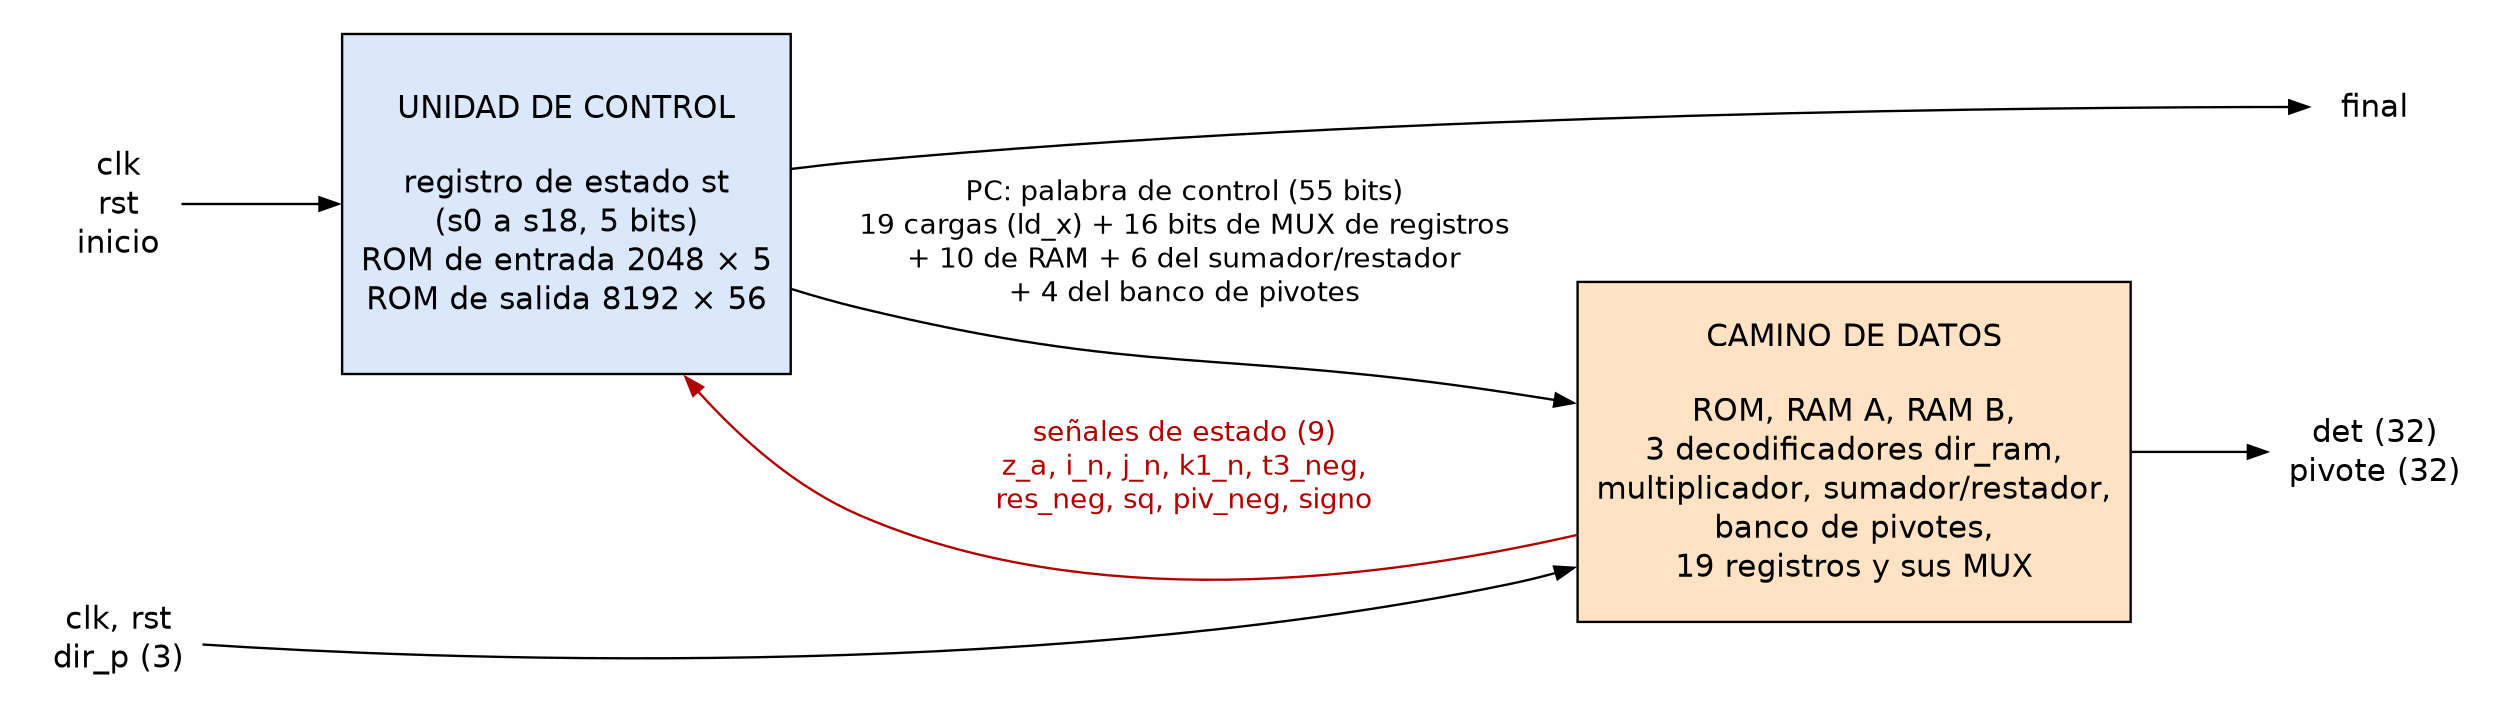 clk
rst
inicio
UNIDAD DE CONTROL
registro de estado st
(s0 a s18, 5 bits)
ROM de entrada 2048 × 5
ROM de salida 8192 × 56
final
PC: palabra de control (55 bits)
19 cargas (ld_x) + 16 bits de MUX de registros
+ 10 de RAM + 6 del sumador/restador
+ 4 del banco de pivotes
señales de estado (9)
z_a, i_n, j_n, k1_n, t3_neg,
res_neg, sq, piv_neg, signo
CAMINO DE DATOS
ROM, RAM A, RAM B,
3 decodificadores dir_ram,
multiplicador, sumador/restador,
banco de pivotes,
19 registros y sus MUX
det (32)
pivote (32)
clk, rst
dir_p (3)